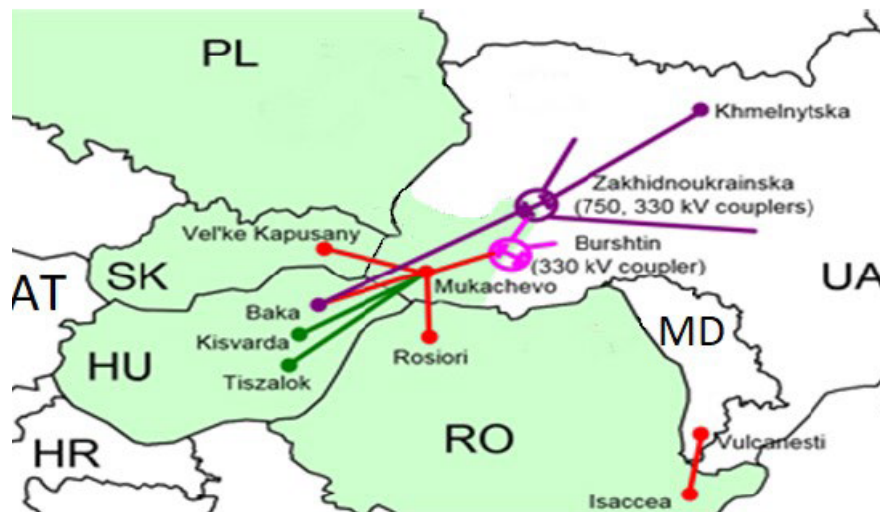 PL
Khmelnytska
Zakhidnoukrainska
(750, 330 kV couplers)
Vel'ke Kapusany
Burshtin
(330 kV coupler)
SK
AT
UA
Mukachevo
Baka
Kisvarda
MD
HU
Rosiori
Tiszalok
RO
HR
Vulcanesti
Isaccea